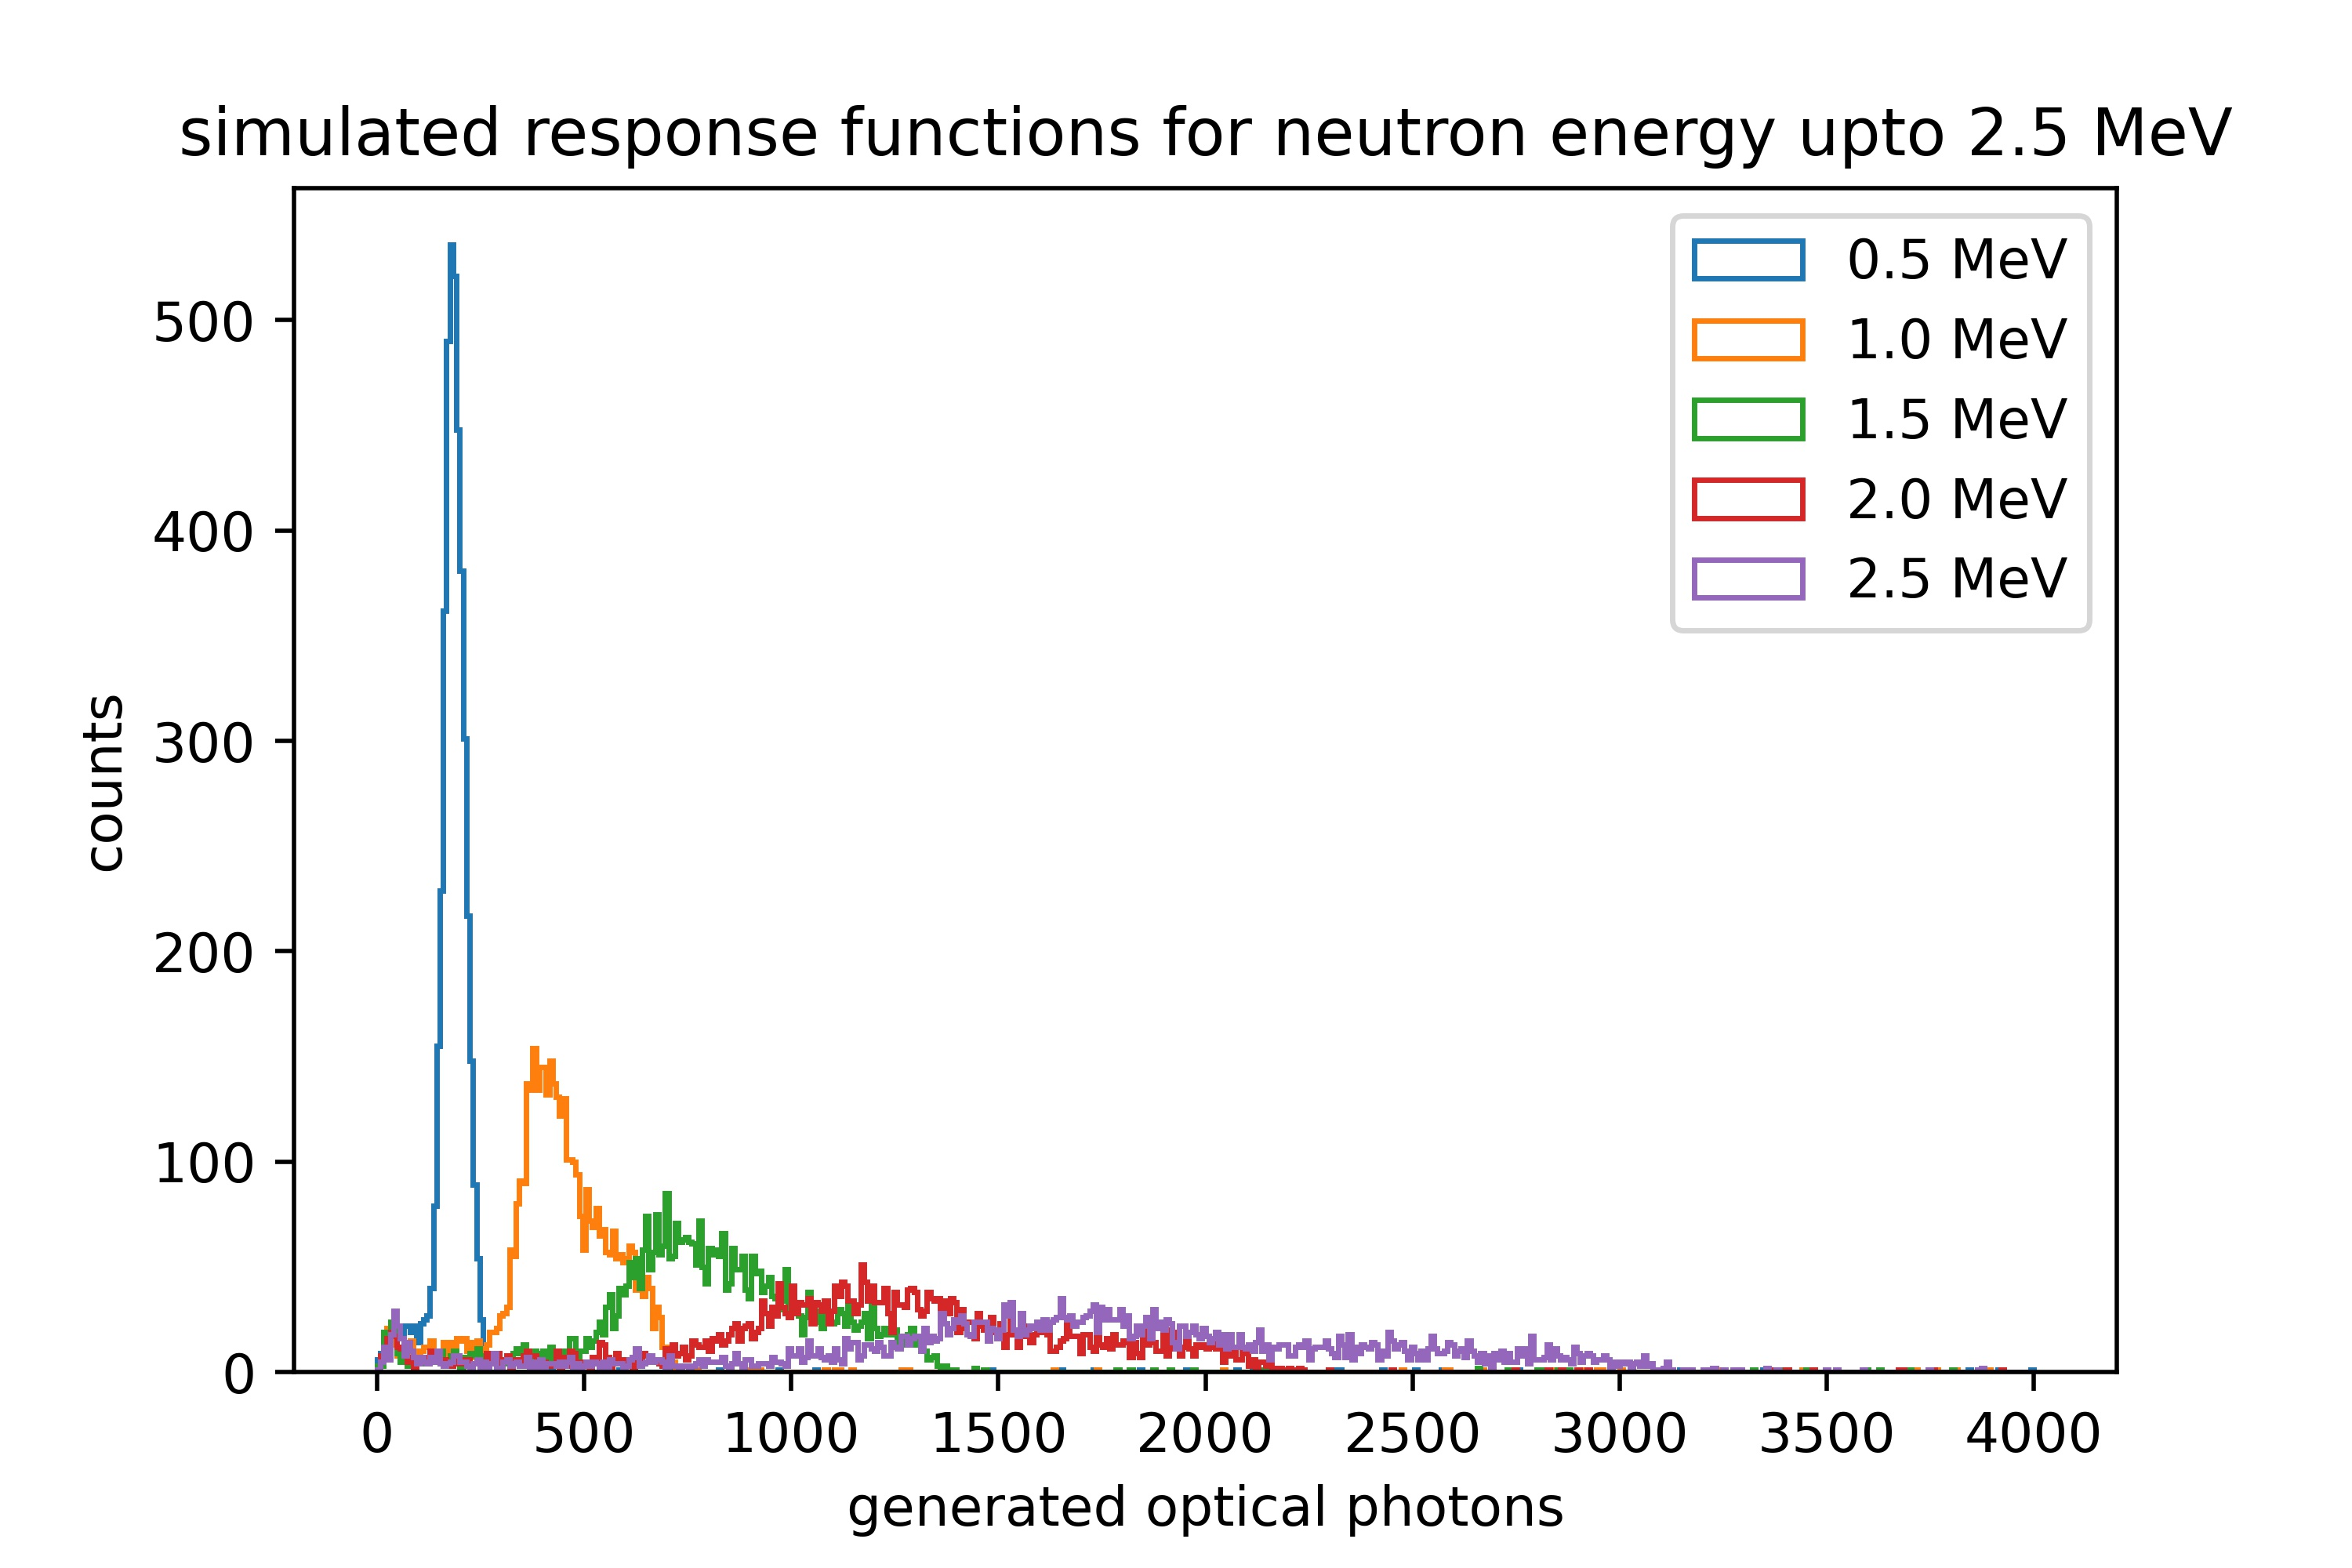 simulated response functions for neutron energy upto 2.5 MeV
0.5 MeV
1.0 MeV
1.5 MeV
2.0 MeV
2.5 MeV
500
400
300
200
100
0
counts
0 500 1000 1500 2000 2500 3000 3500 4000
generated optical photons